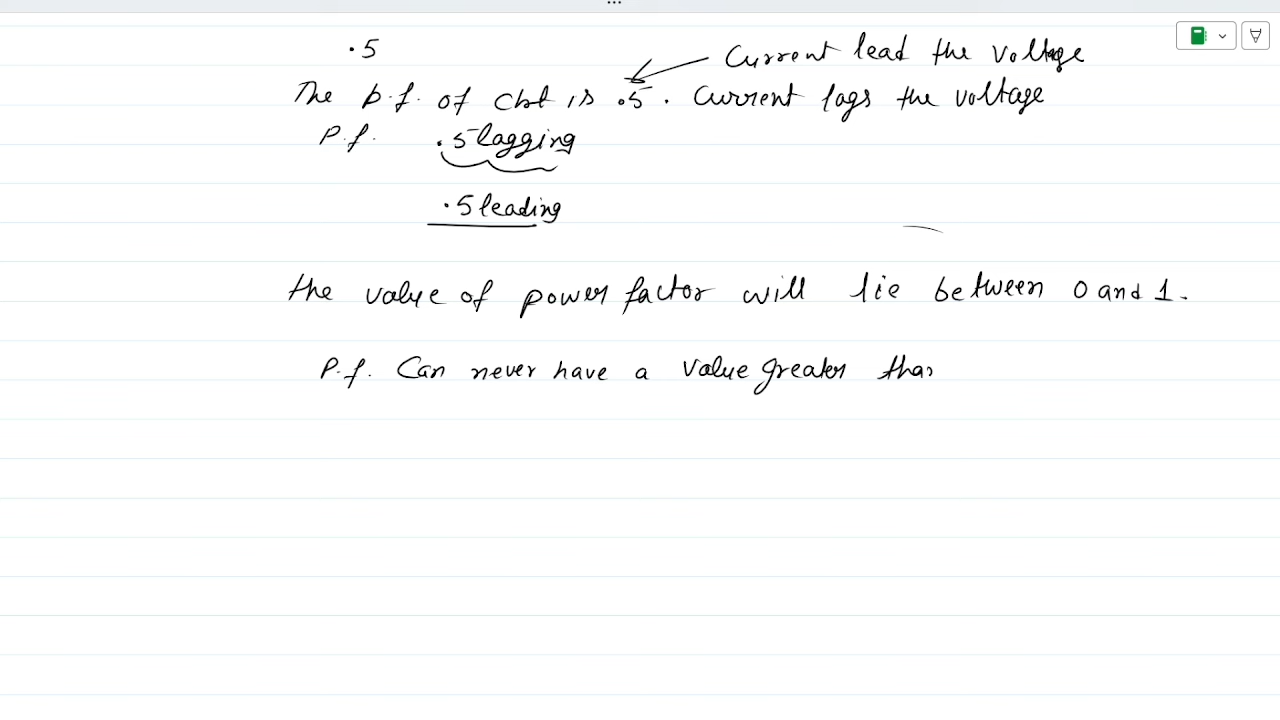 .5
Current lead the voltage
The p.f. of ckt is .5. Current lags the voltage
P.f. .5 lagging
.5 leading
the value of power factor will lie between 0 and 1.
P.f. Can never have a value greater than